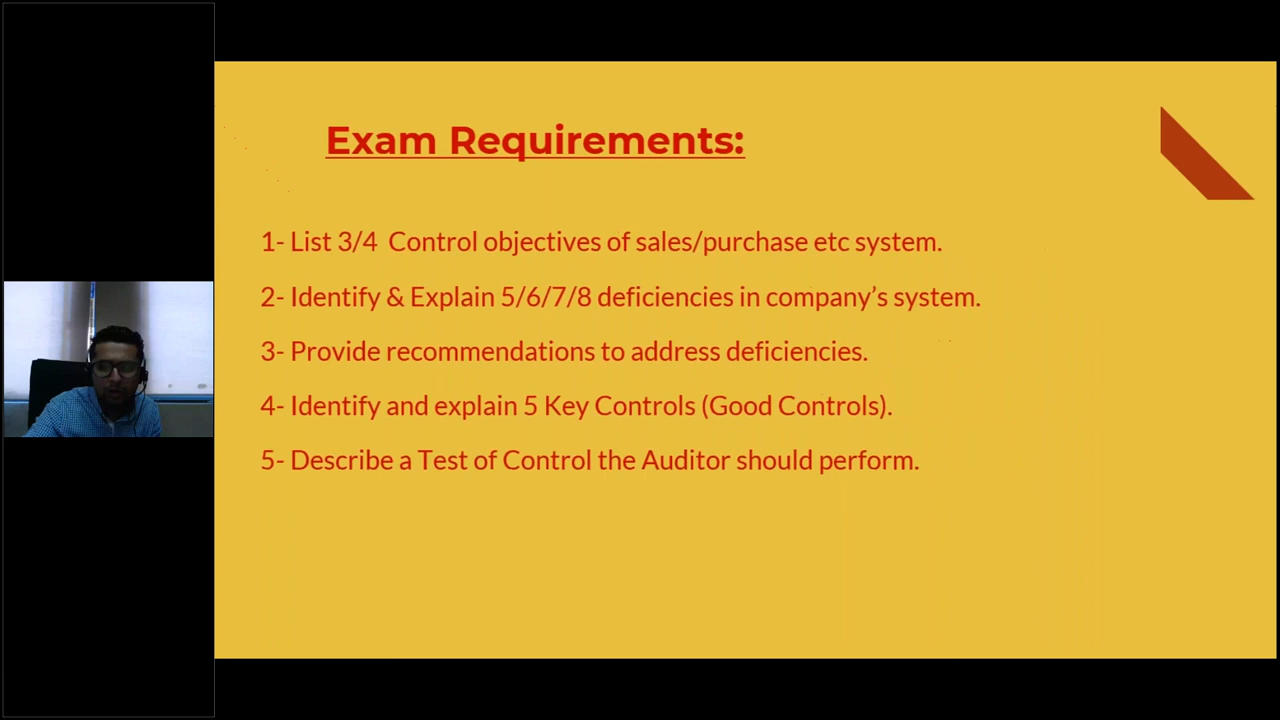 Exam Requirements:
1- List 3/4 Control objectives of sales/purchase etc system.
2- Identify & Explain 5/6/7/8 deficiencies in company’s system.
3- Provide recommendations to address deficiencies.
4- Identify and explain 5 Key Controls (Good Controls).
5- Describe a Test of Control the Auditor should perform.